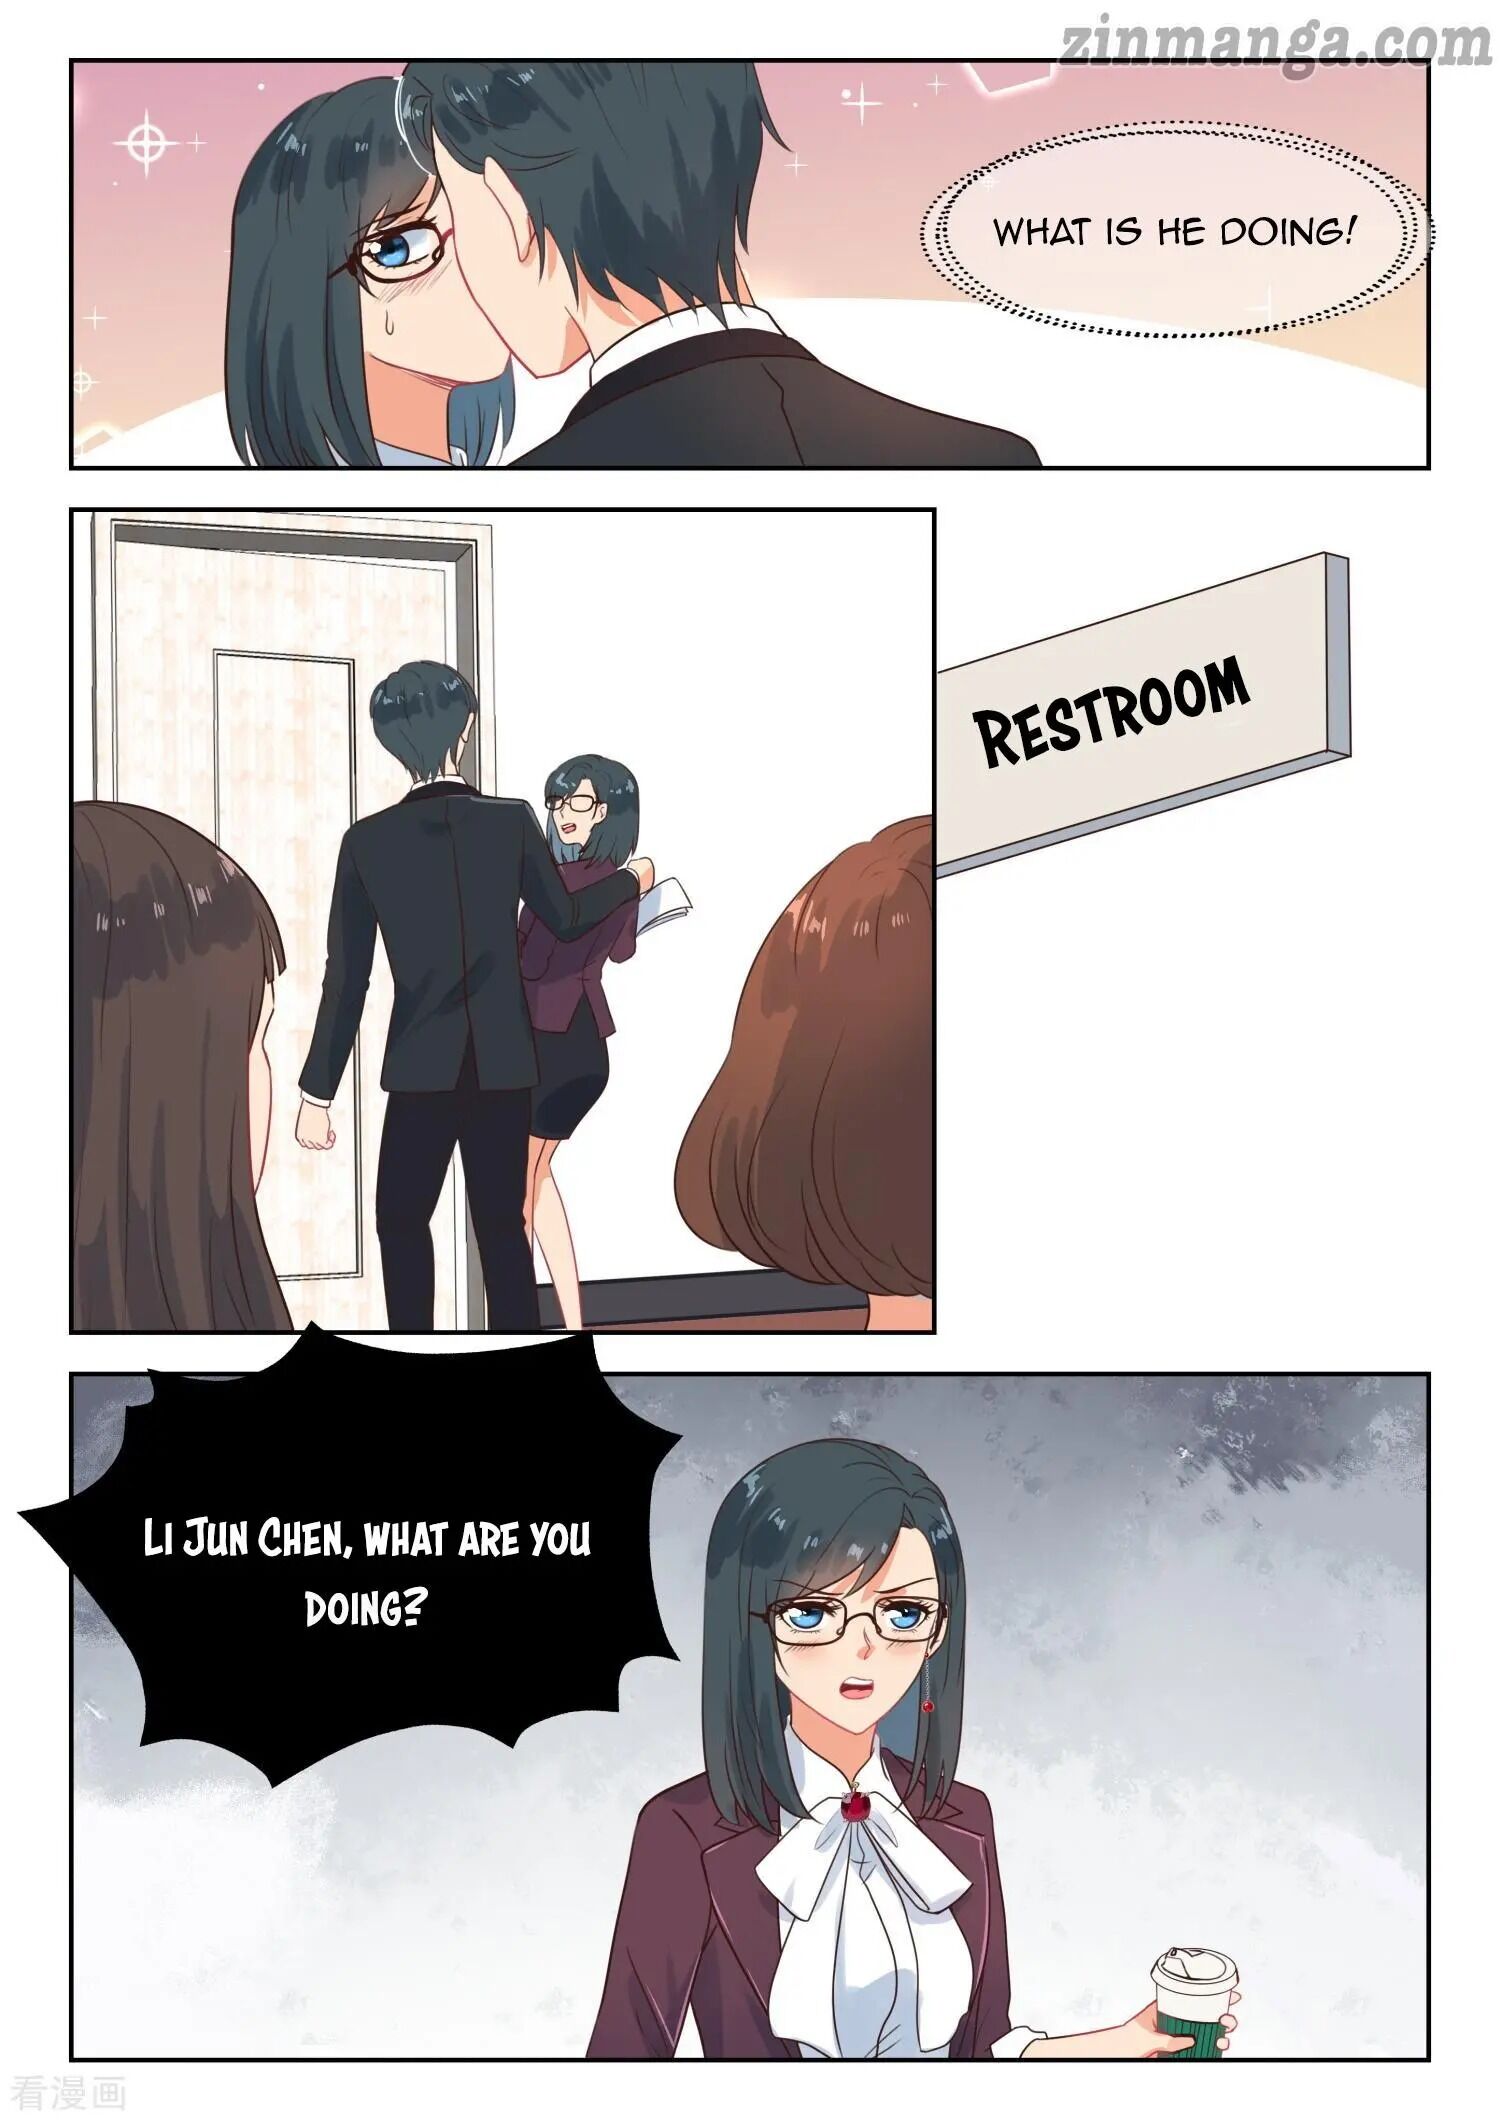 zinmanga.com
WHAT IS HE DOING!
RESTROOM
LI JUN CHEN, WHAT ARE YOU
DOING?
看漫画